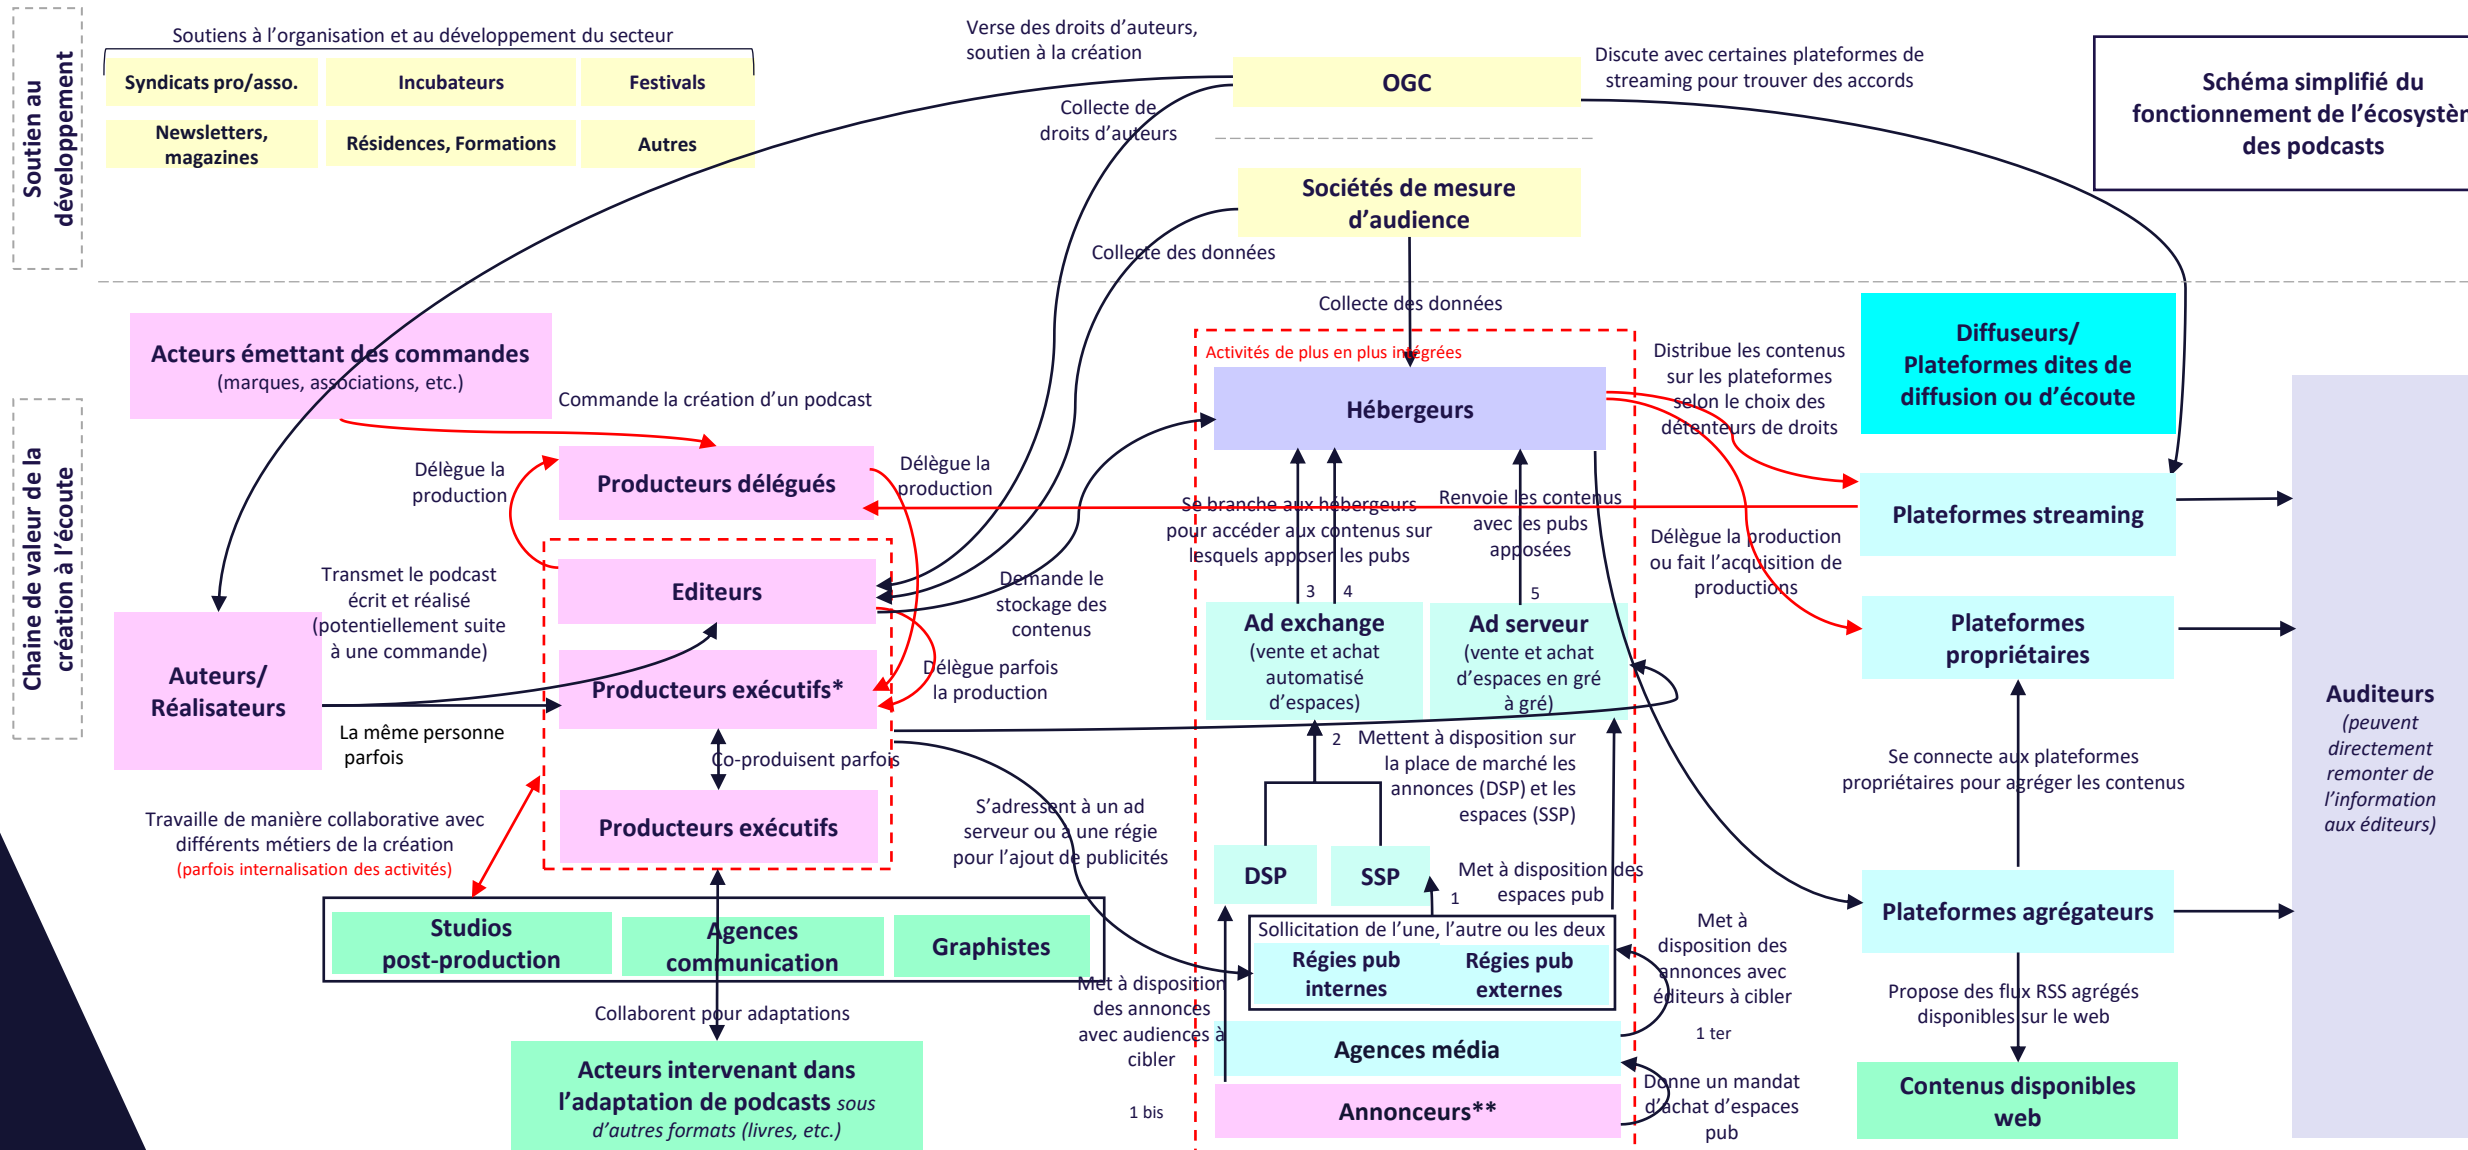 Soutien au
développement
Soutiens à l'organisation et au développement du secteur
Syndicats pro/asso.
Incubateurs
Festivals
Newsletters,
magazines
Résidences, Formations
Autres
Verse des droits d'auteurs,
soutien à la création
Collecte de
droits d'auteurs
OGC
Discute avec certaines plateformes de
streaming pour trouver des accords
Schéma simplifié du
fonctionnement de l'écosystèm
des podcasts
Sociétés de mesure
d'audience
Collecte des données
Collecte des données
Chaine de valeur de la
création à l'écoute
Acteurs émettant des commandes
(marques, associations, etc.)
Commande la création d'un podcast
Délègue la
production
Producteurs délégués
Délègue la
production
Editeurs
Transmet le podcast
écrit et réalisé
(potentiellement suite
à une commande)
Auteurs/
Réalisateurs
La même personne
parfois
Producteurs exécutifs*
Délègue parfois
la production
Demande le
stockage des
contenus
Co-produisent parfois
Producteurs exécutifs
Travaille de manière collaborative avec
différents métiers de la création
(parfois internalisation des activités)
S'adressent à un ad
serveur ou à une régie
pour l'ajout de publicités
Studios
post-production
Agences
communication
Graphistes
Collaborent pour adaptations
Acteurs intervenant dans
l'adaptation de podcasts sous
d'autres formats (livres, etc.)
Activités de plus en plus intégrées
Hébergeurs
Se branche aux hébergeurs
pour accéder aux contenus sur
lesquels apposer les pubs
Renvoie les contenus
avec les pubs
apposées
3
4
5
Ad exchange
(vente et achat
automatisé
d'espaces)
Ad serveur
(vente et achat
d'espaces en gré
à gré)
2
Mettent à disposition sur
la place de marché les
annonces (DSP) et les
espaces (SSP)
DSP
SSP
1
Met à disposition des
espaces pub
Sollicitation de l'une, l'autre ou les deux
Régies pub
internes
Régies pub
externes
Met à disposition
des annonces
avec audiences à
cibler
1 bis
Agences média
Annonceurs**
Met à
disposition des
annonces avec
éditeurs à cibler
1 ter
Donne un mandat
d'achat d'espaces
pub
Distribue les contenus
sur les plateformes
selon le choix des
détenteurs de droits
Diffuseurs/
Plateformes dites de
diffusion ou d'écoute
Plateformes streaming
Délègue la production
ou fait l'acquisition de
productions
Plateformes
propriétaires
Se connecte aux plateformes
propriétaires pour agréger les contenus
Plateformes agrégateurs
Propose des flux RSS agrégés
disponibles sur le web
Contenus disponibles
web
Auditeurs
(peuvent
directement
remonter de
l'information
aux éditeurs)